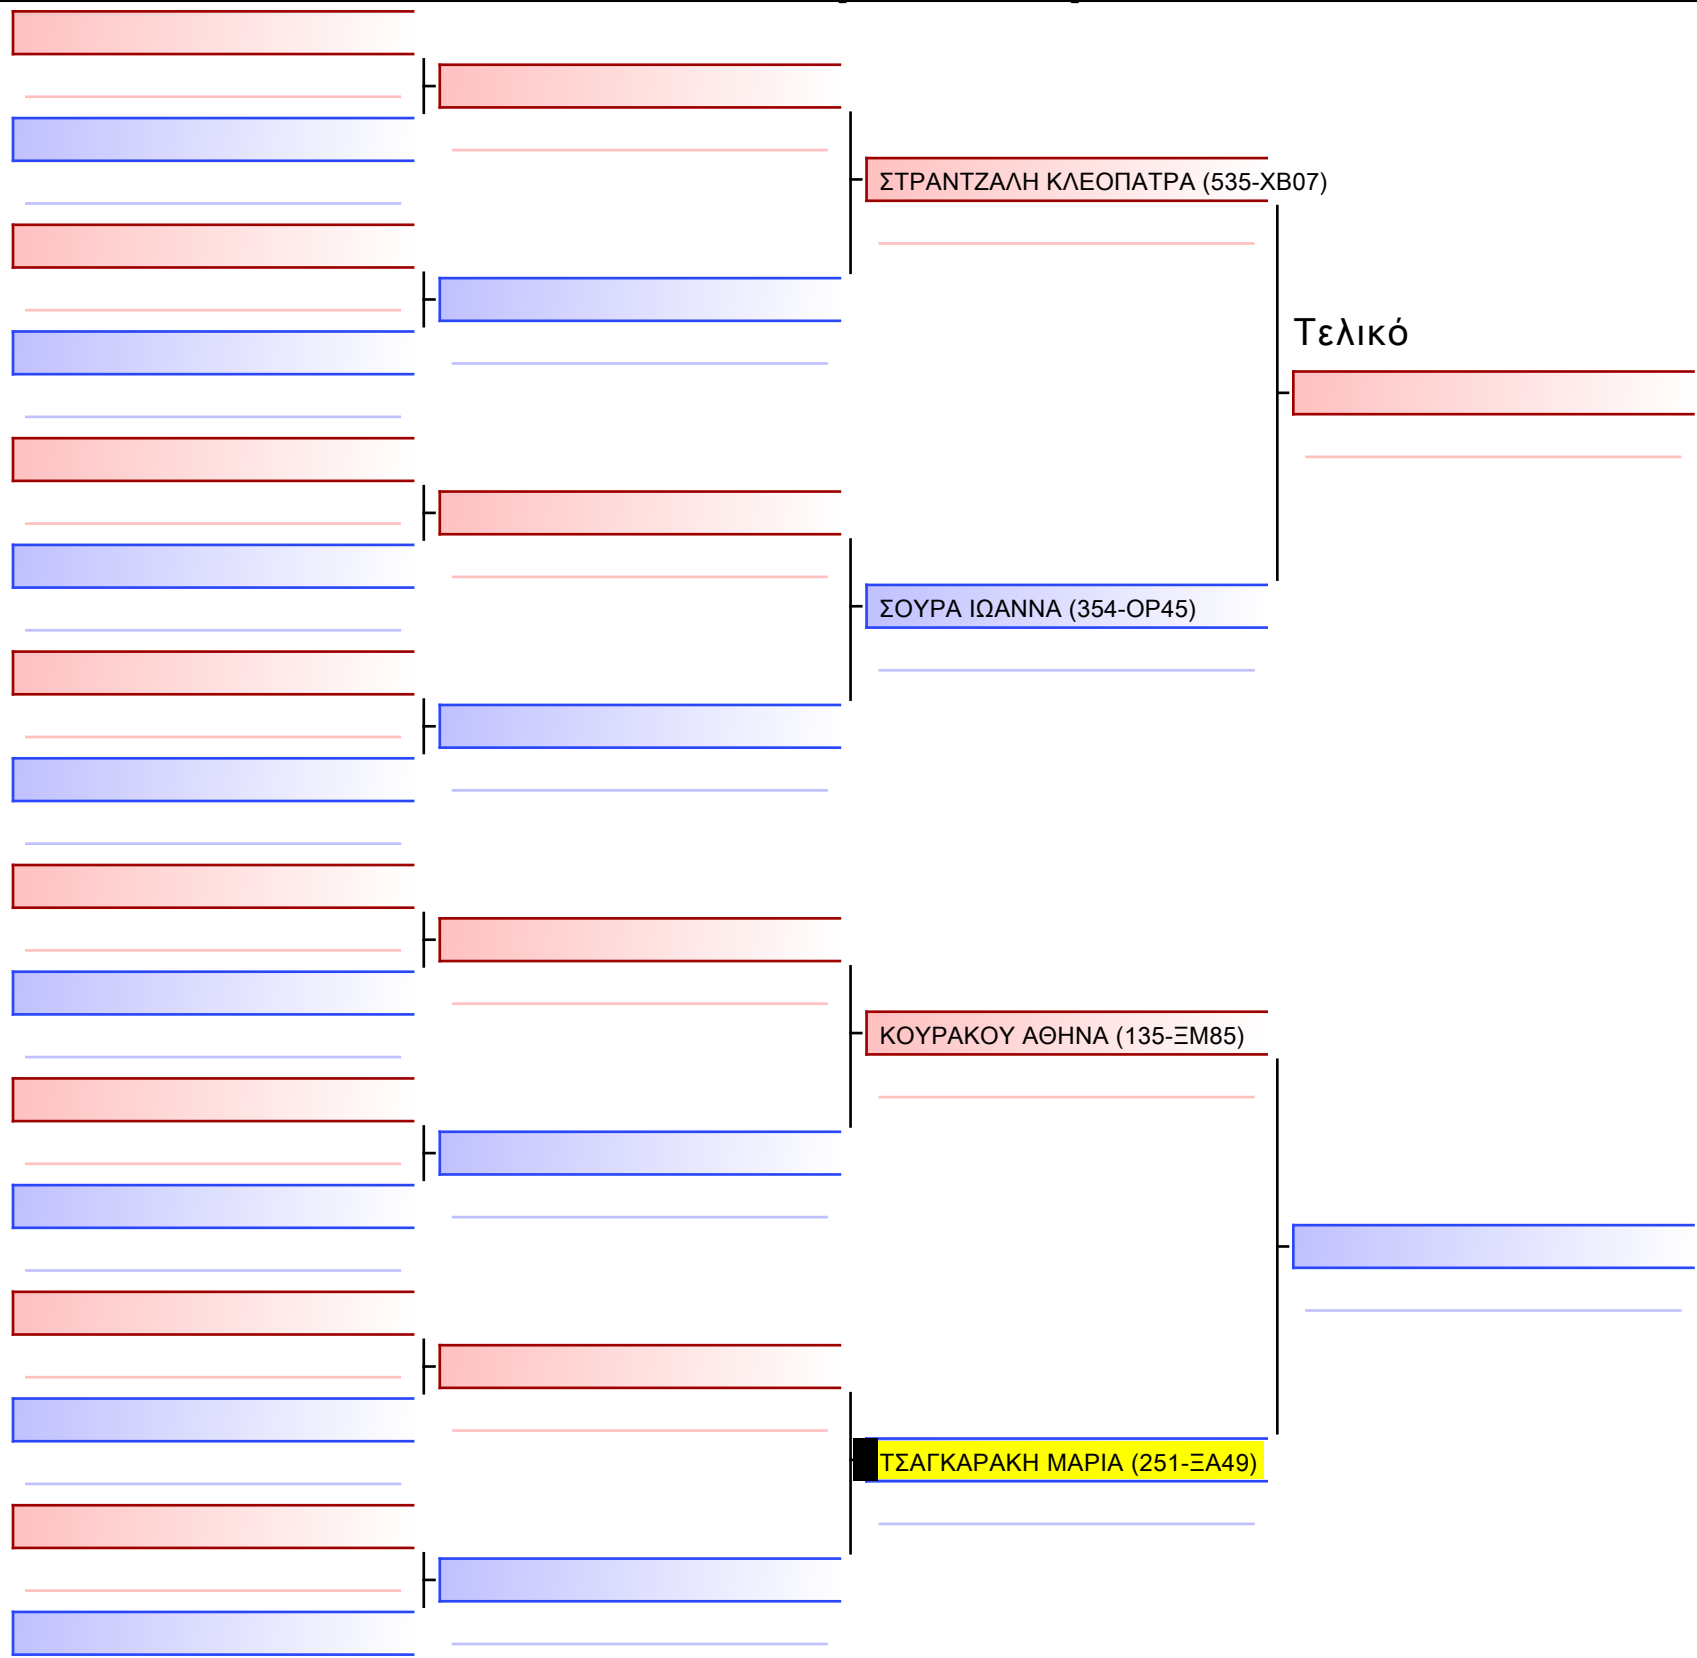 ΣΤΡΑΝΤΖΑΛΗ ΚΛΕΟΠΑΤΡΑ (535-ΧΒ07)
Τελικό
ΣΟΥΡΑ ΙΩΑΝΝΑ (354-ΟΡ45)
ΚΟΥΡΑΚΟΥ ΑΘΗΝΑ (135-ΞΜ85)
ΤΣΑΓΚΑΡΑΚΗ ΜΑΡΙΑ (251-ΞΑ49)